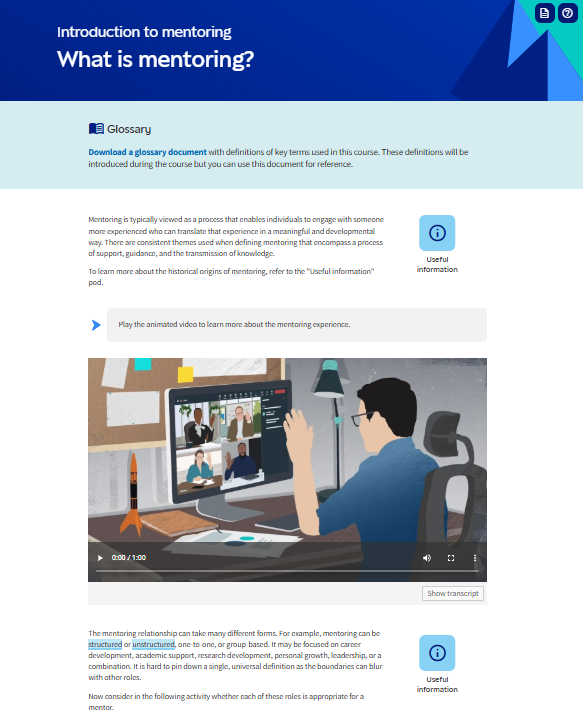 Introduction to mentoring
What is mentoring?
Glossary
Download a glossary document with definitions of key terms used in this course. These definitions will be
introduced during the course but you can use this document for reference.
Mentoring is typically viewed as a process that enables individuals to engage with someone
more experienced who can translate that experience in a meaningful and developmental
way. There are consistent themes used when defining mentoring that encompass a process
of support, guidance, and the transmission of knowledge.
To learn more about the historical origins of mentoring, refer to the "Useful information"
pod.
Useful
information
Play the animated video to learn more about the mentoring experience.
0:00 / 1:00
Show transcript
The mentoring relationship can take many different forms. For example, mentoring can be
structured or unstructured, one-to-one, or group-based. It may be focused on career
development, academic support, research development, personal growth, leadership, or a
combination. It is hard to pin down a single, universal definition as the boundaries can blur
with other roles.
Now consider in the following activity whether each of these roles is appropriate for a
mentor.
Useful
information